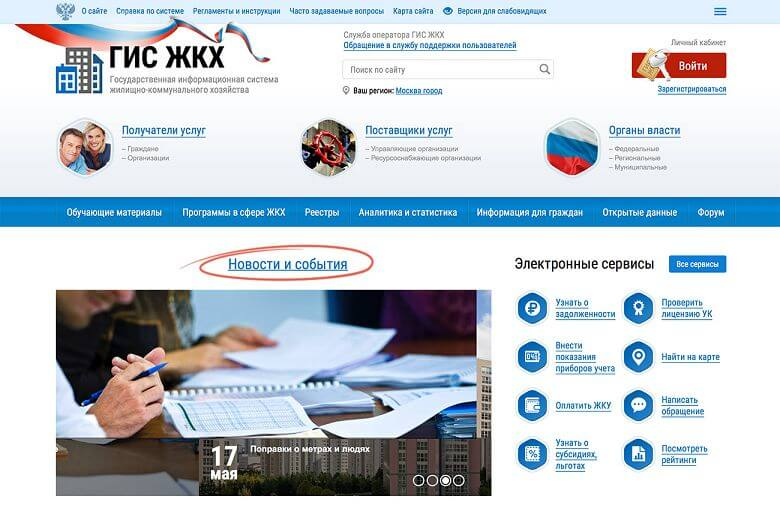 О сайте Справка по системе Регламенты и инструкции Часто задаваемые вопросы Карта сайта Версия для слабовидящих
ГИС ЖКХ
Государственная информационная система
жилищно-коммунального хозяйства
Служба оператора ГИС ЖКХ
Обращение в службу поддержки пользователей
Поиск по сайту
Ваш регион: Москва город
Личный кабинет
Войти
Зарегистрироваться
Получатели услуг
– Граждане
– Организации
Поставщики услуг
– Управляющие организации
– Ресурсоснабжающие организации
Органы власти
– Федеральные
– Региональные
– Муниципальные
Обучающие материалы Программы в сфере ЖКХ Реестры Аналитика и статистика Информация для граждан Открытые данные Форум
Новости и события
17
мая
Поправки о метрах и людях
Электронные сервисы
Все сервисы
Узнать о
задолженности
Проверить
лицензию УК
Внести
показания
приборов учета
Найти на карте
Оплатить ЖКУ
Написать
обращение
Узнать о
субсидиях,
льготах
Посмотреть
рейтинги